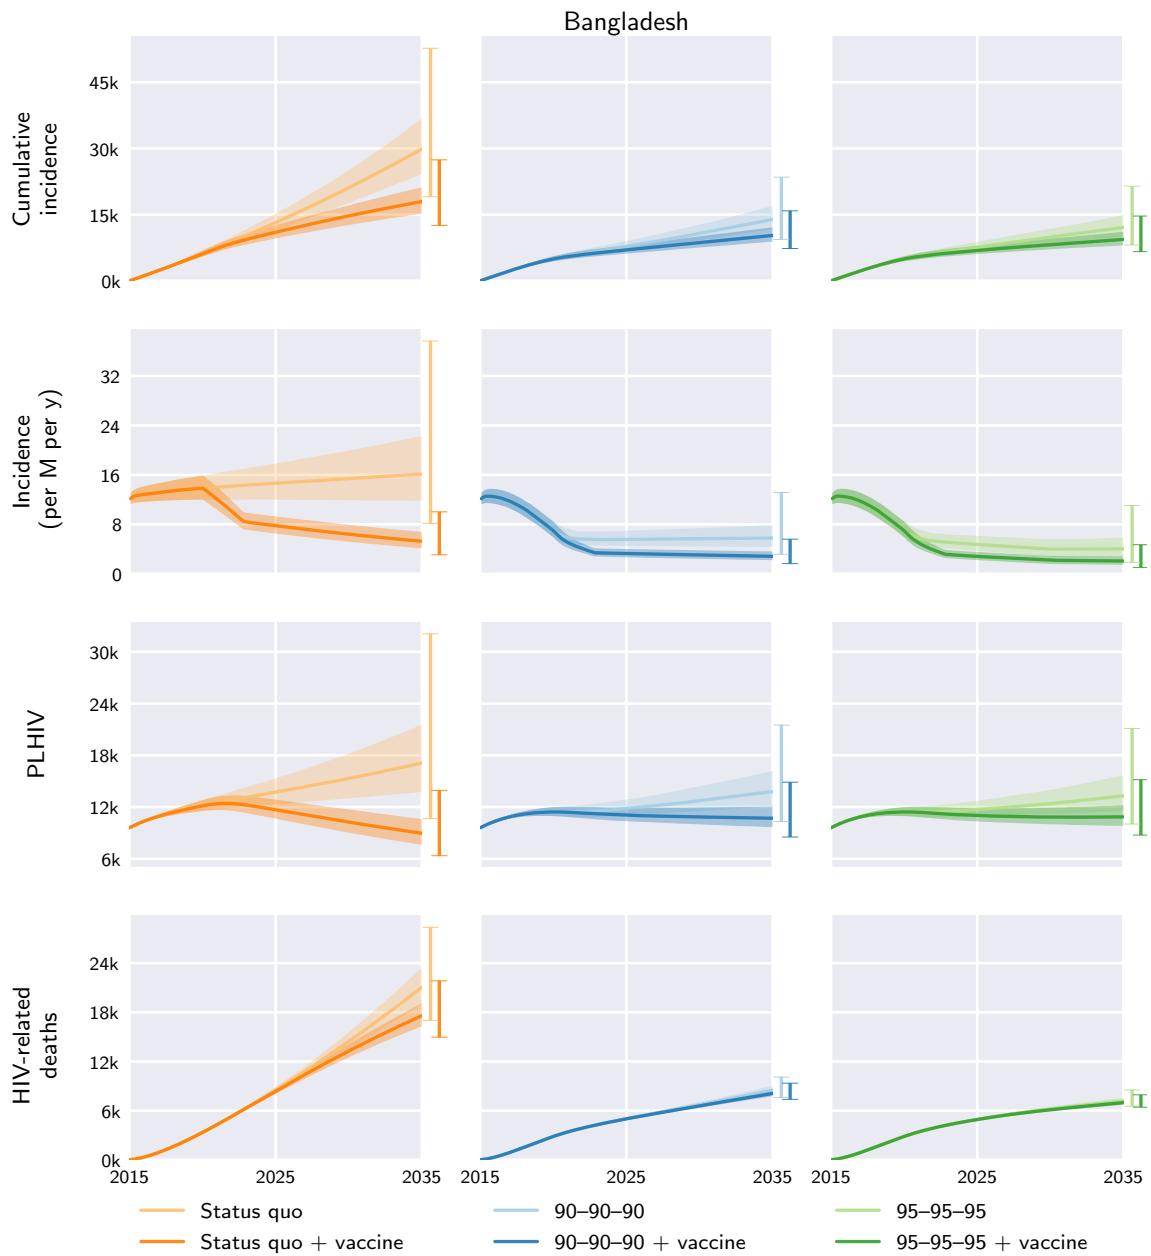 Bangladesh
Cumulative
incidence
45k
30k
15k
0k
Incidence
(per M per y)
32
24
16
8
0
PLHIV
30k
24k
18k
12k
6k
HIV-related
deaths
24k
18k
12k
6k
0k
2015 2025 2035 2015 2025 2035 2015 2025 2035
Status quo 90–90–90 95–95–95
Status quo + vaccine 90–90–90 + vaccine 95–95–95 + vaccine